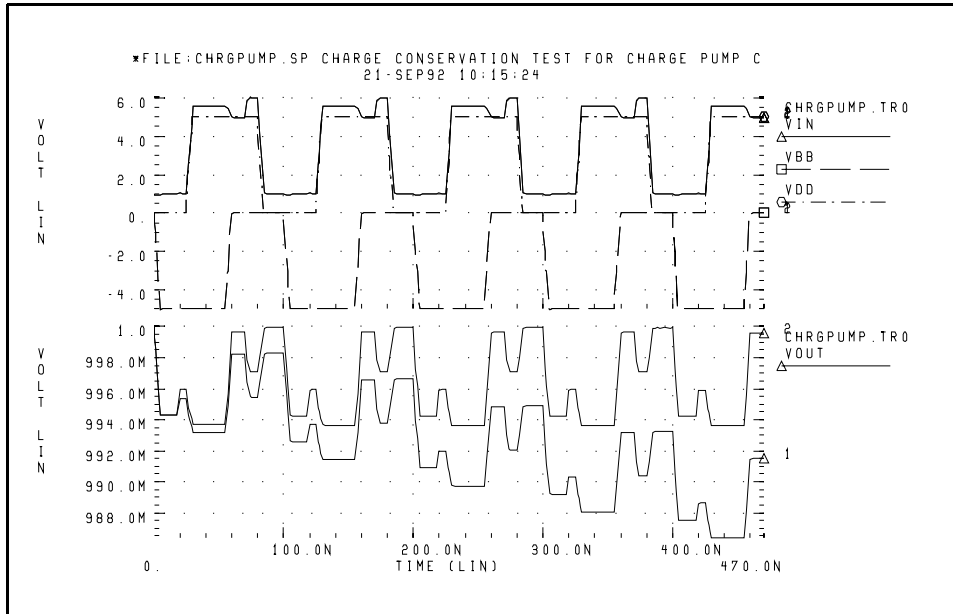 *FILE:CHRGPUMP.SP CHARGE CONSERVATION TEST FOR CHARGE PUMP C
21-SEP92 10:15:24
VOLT LIN
6.0
4.0
2.0
0.
-2.0
-4.0
CHRGPUMP.TR0
VIN
VBB
VDD
VOLT LIN
1.0
998.0M
996.0M
994.0M
992.0M
990.0M
988.0M
2
CHRGPUMP.TR0
VOUT
1
100.0N
200.0N
300.0N
400.0N
0.
TIME (LIN)
470.0N